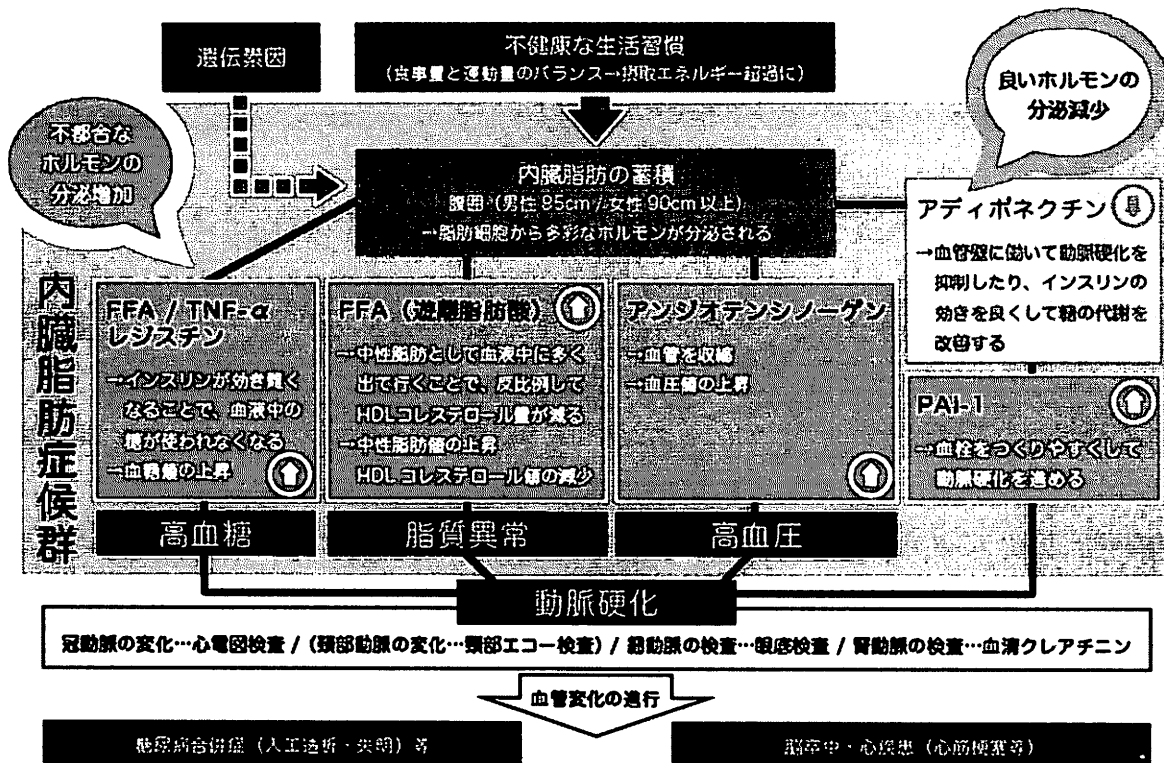 遺伝素因
不健康な生活習慣
(食事量と運動量のバランス→摂取エネルギー超過に)
良いホルモンの
分泌減少
不都合な
ホルモンの
分泌増加
内臓脂肪の蓄積
腹囲(男性 85cm / 女性 90cm 以上)
→脂肪細胞から多彩なホルモンが分泌される
アディポネクチン
→血管壁に働いて動脈硬化を
抑制したり、インスリンの
効きを良くして糖の代謝を
改善する
内臓脂肪症候群
FFA / TNF-α
レジスチン
→インスリンが効き難く
なることで、血液中の
糖が使われなくなる
→血糖値の上昇
FFA(遊離脂肪酸)
→中性脂肪として血液中に多く
出て行くことで、反比例して
HDLコレステロール量が減る
→中性脂肪値の上昇
HDL コレステロール値の減少
アンジオテンシノーゲン
→血管を収縮
→血圧値の上昇
PAI-1
→血栓をつくりやすくして
動脈硬化を進める
高血糖
脂質異常
高血圧
動脈硬化
冠動脈の変化…心電図検査 / (頚部動脈の変化…頸部エコー検査) / 細動脈の検査…眼底検査 / 腎動脈の検査…血清クレアチニン
血管変化の進行
糖尿病合併症(人工透析・失明)等
脳卒中・心疾患(心筋梗塞等)